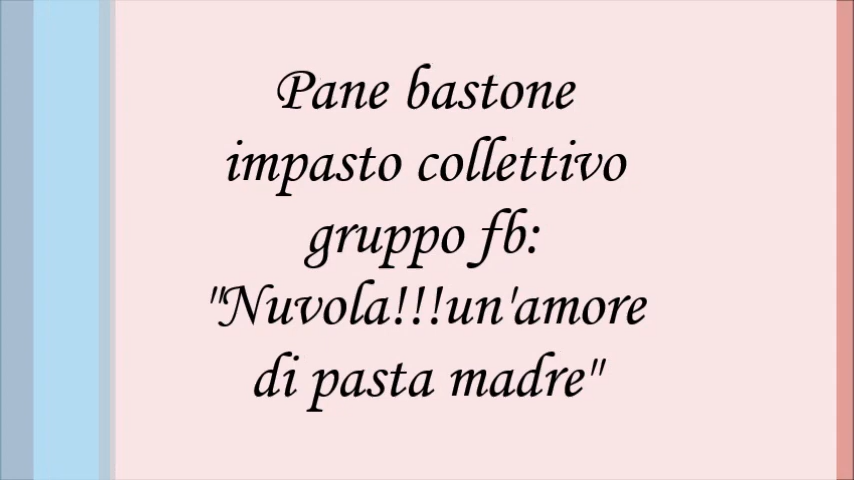 Pane bastone
impasto collettivo
gruppo fb:
"Nuvola!!!un'amore
di pasta madre"